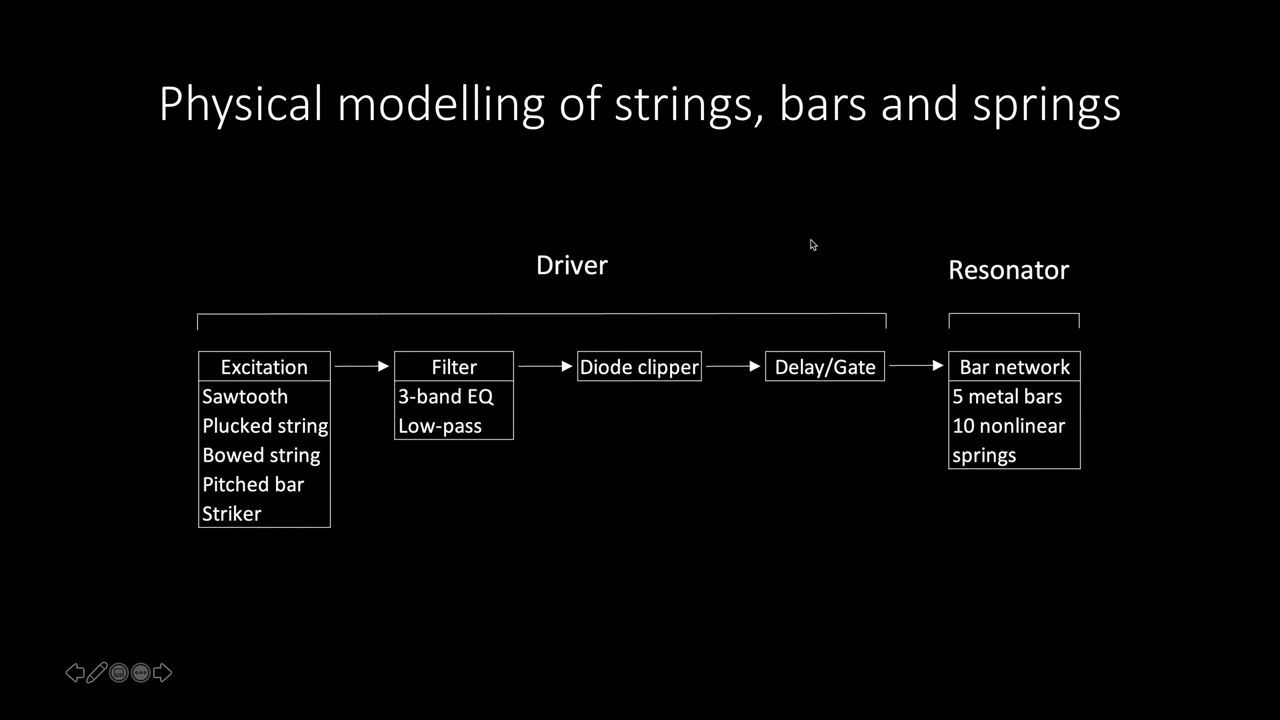 Physical modelling of strings, bars and springs
Driver
Resonator
Excitation
Sawtooth
Plucked string
Bowed string
Pitched bar
Striker
Filter
3-band EQ
Low-pass
Diode clipper
Delay/Gate
Bar network
5 metal bars
10 nonlinear
springs